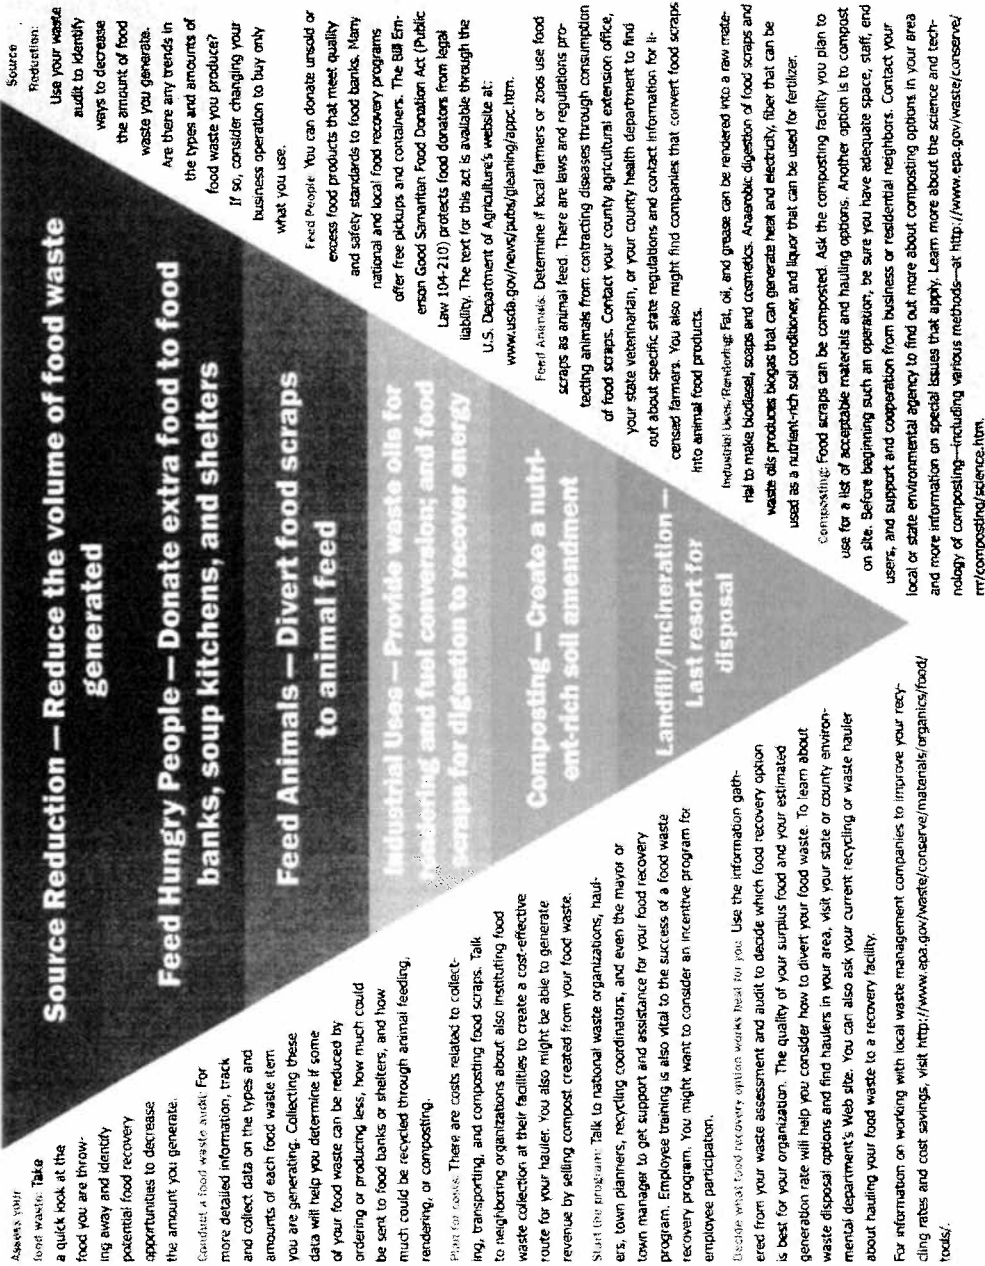 Assess your
food waste: Take
a quick look at the
food you are throw-
ing away and identify
potential food recovery
opportunities to decrease
the amount you generate.
Conduct a food waste audit: For
more detailed information, track
and collect data on the types and
amounts of each food waste item
you are generating. Collecting these
data will help you determine if some
of your food waste can be reduced by
ordering or producing less, how much could
be sent to food banks or shelters, and how
much could be recycled through animal feeding,
rendering, or composting.
Plan for costs: There are costs related to collect-
ing, transporting, and composting food scraps. Talk
to neighboring organizations about also instituting food
waste collection at their facilities to create a cost-effective
route for your hauler. You also might be able to generate
revenue by selling compost created from your food waste.
Start the program: Talk to national waste organizations, haul-
ers, town planners, recycling coordinators, and even the mayor or
town manager to get support and assistance for your food recovery
program. Employee training is also vital to the success of a food waste
recovery program. You might want to consider an incentive program for
employee participation.
Decide what food recovery option works best for you: Use the information gath-
ered from your waste assessment and audit to decide which food recovery option
is best for your organization. The quality of your surplus food and your estimated
generation rate will help you consider how to divert your food waste. To learn about
waste disposal options and find haulers in your area, visit your state or county environ-
mental department's Web site. You can also ask your current recycling or waste hauler
about hauling your food waste to a recovery facility.
For information on working with local waste management companies to improve your recy-
cling rates and cost savings, visit http://www.epa.gov/waste/conserve/materials/organics/food/
tools/.
Source Reduction — Reduce the volume of food waste
generated
Feed Hungry People — Donate extra food to food
banks, soup kitchens, and shelters
Feed Animals — Divert food scraps
to animal feed
Industrial Uses — Provide waste oils for
rendering and fuel conversion; and food
scraps for digestion to recover energy
Composting — Create a nutri-
ent-rich soil amendment
Landfill/Incineration —
Last resort for
disposal
Source
Reduction:
Use your waste
audit to identify
ways to decrease
the amount of food
waste you generate.
Are there any trends in
the types and amounts of
food waste you produce?
If so, consider changing your
business operation to buy only
what you use.
Feed People: You can donate unsold or
excess food products that meet quality
and safety standards to food banks. Many
national and local food recovery programs
offer free pickups and containers. The Bill Em-
erson Good Samaritan Food Donation Act (Public
Law 104-210) protects food donators from legal
liability. The text for this act is available through the
U.S. Department of Agriculture's website at:
www.usda.gov/news/pubs/gleaning/appc.htm.
Feed Animals: Determine if local farmers or zoos use food
scraps as animal feed. There are laws and regulations pro-
tecting animals from contracting diseases through consumption
of food scraps. Contact your county agricultural extension office,
your state veterinarian, or your county health department to find
out about specific state regulations and contact information for li-
censed farmers. You also might find companies that convert food scraps
into animal food products.
Industrial Uses/Rendering: Fat, oil, and grease can be rendered into a raw mate-
rial to make biodiesel, soaps and cosmetics. Anaerobic digestion of food scraps and
waste oils produces biogas that can generate heat and electricity, fiber that can be
used as a nutrient-rich soil conditioner, and liquor that can be used for fertilizer.
Composting: Food scraps can be composted. Ask the composting facility you plan to
use for a list of acceptable materials and hauling options. Another option is to compost
on site. Before beginning such an operation, be sure you have adequate space, staff, end
users, and support and cooperation from business or residential neighbors. Contact your
local or state environmental agency to find out more about composting options in your area
and more information on special issues that apply. Learn more about the science and tech-
nology of composting—including various methods—at http://www.epa.gov/waste/conserve/
rrr/composting/science.htm.